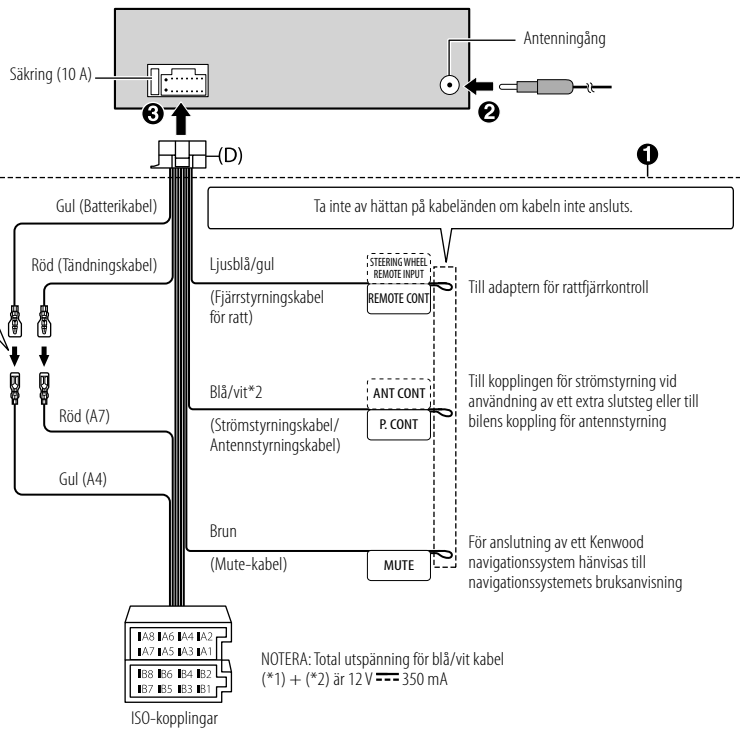 Antenningång
Säkring (10 A)
❸
❷
(D)
❶
Gul (Batterikabel)
Ta inte av hättan på kabeländen om kabeln inte ansluts.
Röd (Tändningskabel)
Ljusblå/gul
(Fjärrstyrningskabel
för ratt)
STEERING WHEEL
REMOTE INPUT
REMOTE CONT
Till adaptern för rattfjärrkontroll
Blå/vit*2
(Strömstyrningskabel/
Antennstyrningskabel)
ANT CONT
P. CONT
Till kopplingen för strömstyrning vid
användning av ett extra slutsteg eller till
bilens koppling för antennstyrning
Röd (A7)
Gul (A4)
Brun
(Mute-kabel)
MUTE
För anslutning av ett Kenwood
navigationssystem hänvisas till
navigationssystemets bruksanvisning
A8 A6 A4 A2
A7 A5 A3 A1
B8 B6 B4 B2
B7 B5 B3 B1
ISO-kopplingar
NOTERA: Total utspänning för blå/vit kabel
(*1) + (*2) är 12 V ⎓ 350 mA